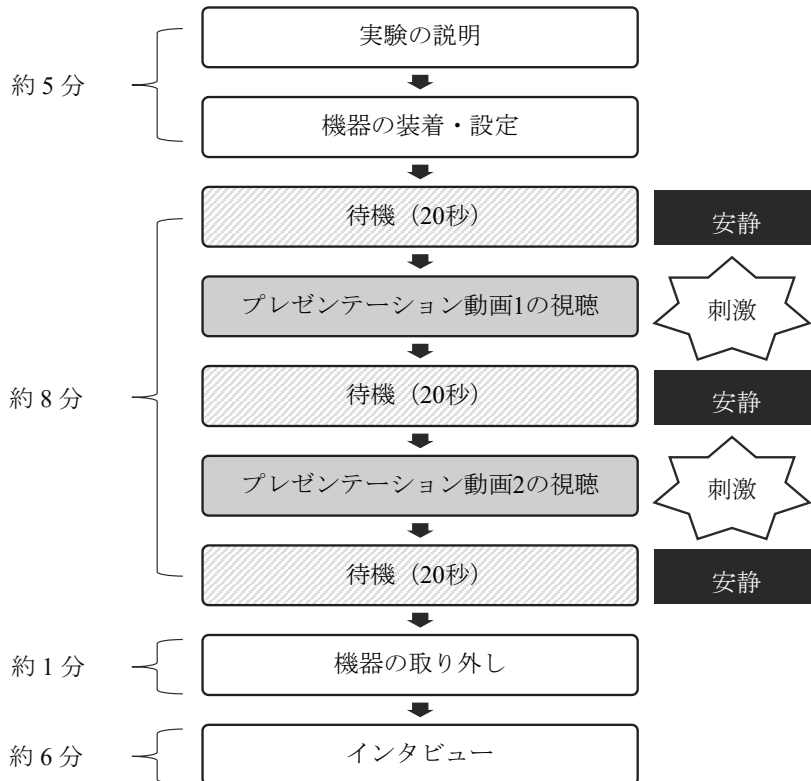 実験の説明
約 5 分
機器の装着・設定
待機（20秒）
安静
プレゼンテーション動画1の視聴
刺激
約 8 分
待機（20秒）
安静
プレゼンテーション動画2の視聴
刺激
待機（20秒）
安静
約 1 分
機器の取り外し
約 6 分
インタビュー